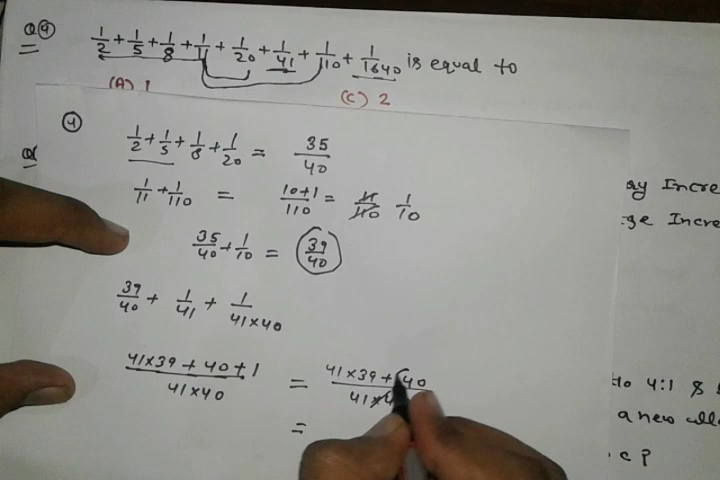 Q④ 1/2 + 1/5 + 1/8 + 1/11 + 1/20 + 1/41 + 1/110 + 1/1640 is equal to
(A) 1 (C) 2
④
1/2 + 1/5 + 1/8 + 1/20 = 35/40
Q
1/11 + 1/110 = 10+1/110 = 11/110 1/10
ay Incre
ge Incre
35/40 + 1/10 = 39/40
39/40 + 1/41 + 1/41×40
41×39 + 40 + 1/41×40 = 41×39 + 40/41×4
to 4:1 &
a new
=
. C P